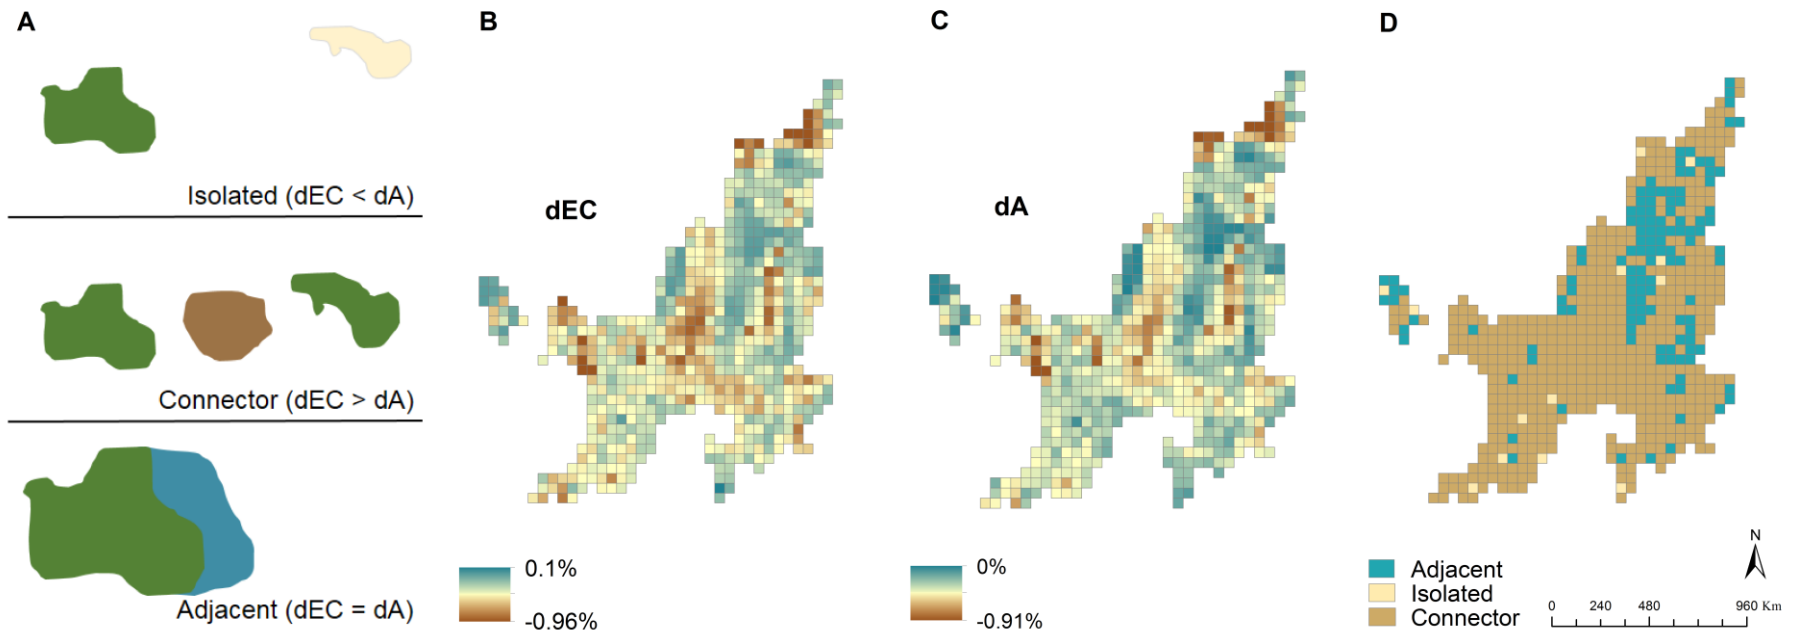 A
Isolated (dEC < dA)
Connector (dEC > dA)
Adjacent (dEC = dA)
B
dEC
0.1%
-0.96%
C
dA
0%
-0.91%
D
Adjacent
Isolated
Connector
N
0 240 480 960 Km